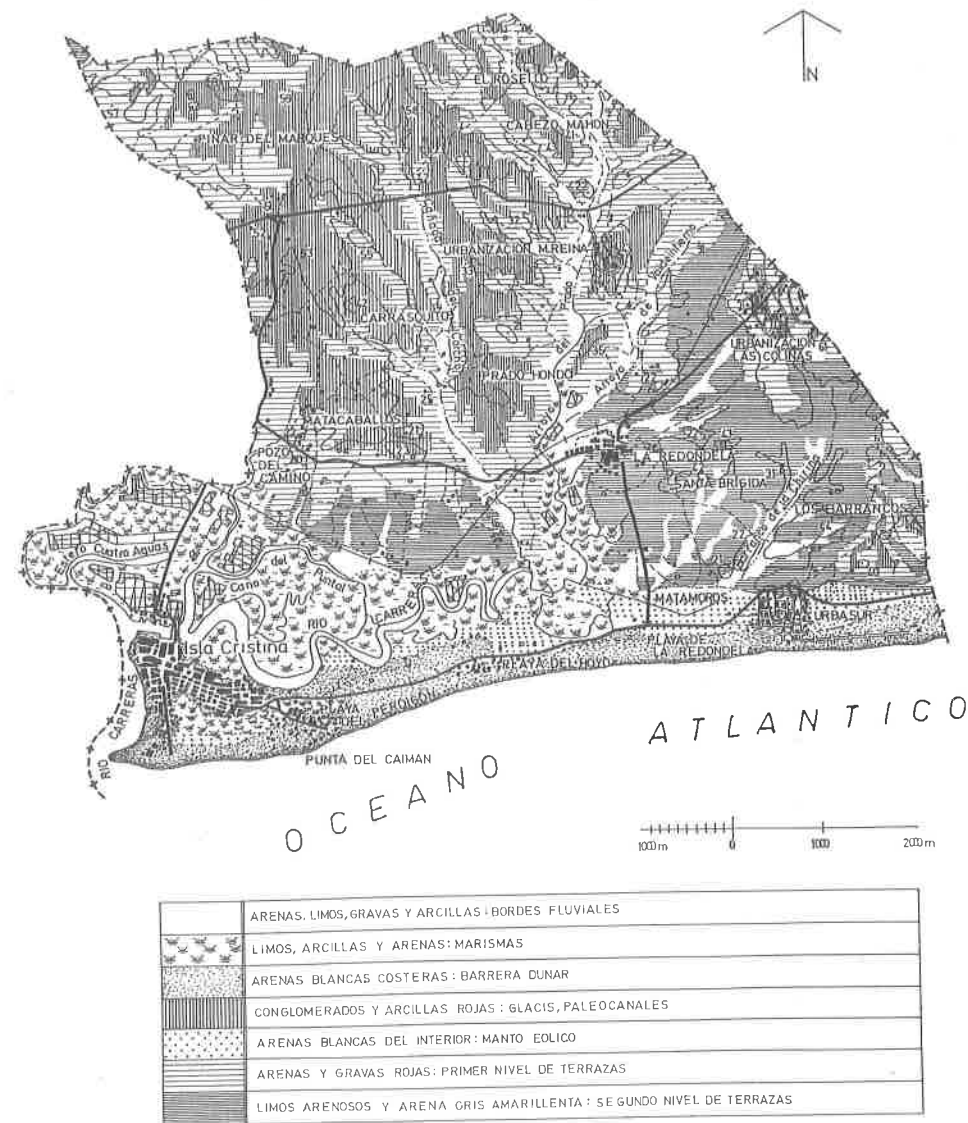 N
EL ROSELLO
CABEZO MAHON
PINAR DEL MARQUES
URBANIZACION M.REINA
CARRASQUITO
PRADO HONDO
URBANIZACION
LAS COLINAS
MATACABALLAS
POZO
DEL
CAMINO
LA REDONDELA
SANTA BRIGIDA
LOS BARRANCOS
Estero Cuatro Aguas
Caño del Puntal
RIO CARRERAS
MATAMOROS
URBASUR
Isla Cristina
PLAYA DE
LA REDONDELA
PLAYA DEL HOYO
PLAYA
DEL PERDIGON
RIO CARRERAS
PUNTA DEL CAIMAN
OCEANO ATLANTICO
1000 m 0 1000 2000 m
ARENAS, LIMOS, GRAVAS Y ARCILLAS: BORDES FLUVIALES
LIMOS, ARCILLAS Y ARENAS: MARISMAS
ARENAS BLANCAS COSTERAS: BARRERA DUNAR
CONGLOMERADOS Y ARCILLAS ROJAS: GLACIS, PALEOCANALES
ARENAS BLANCAS DEL INTERIOR: MANTO EOLICO
ARENAS Y GRAVAS ROJAS: PRIMER NIVEL DE TERRAZAS
LIMOS ARENOSOS Y ARENA GRIS AMARILLENTA: SEGUNDO NIVEL DE TERRAZAS